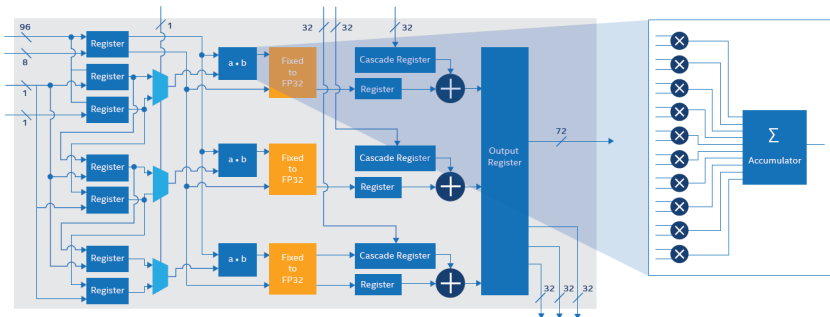 96
1
32
32
32
8
1
1
Register
Register
Register
a • b
Fixed
to
FP32
Cascade Register
Register
Register
Register
a • b
Fixed
to
FP32
Cascade Register
Register
Output
Register
72
Register
Register
a • b
Fixed
to
FP32
Cascade Register
Register
32
32
32
Σ
Accumulator